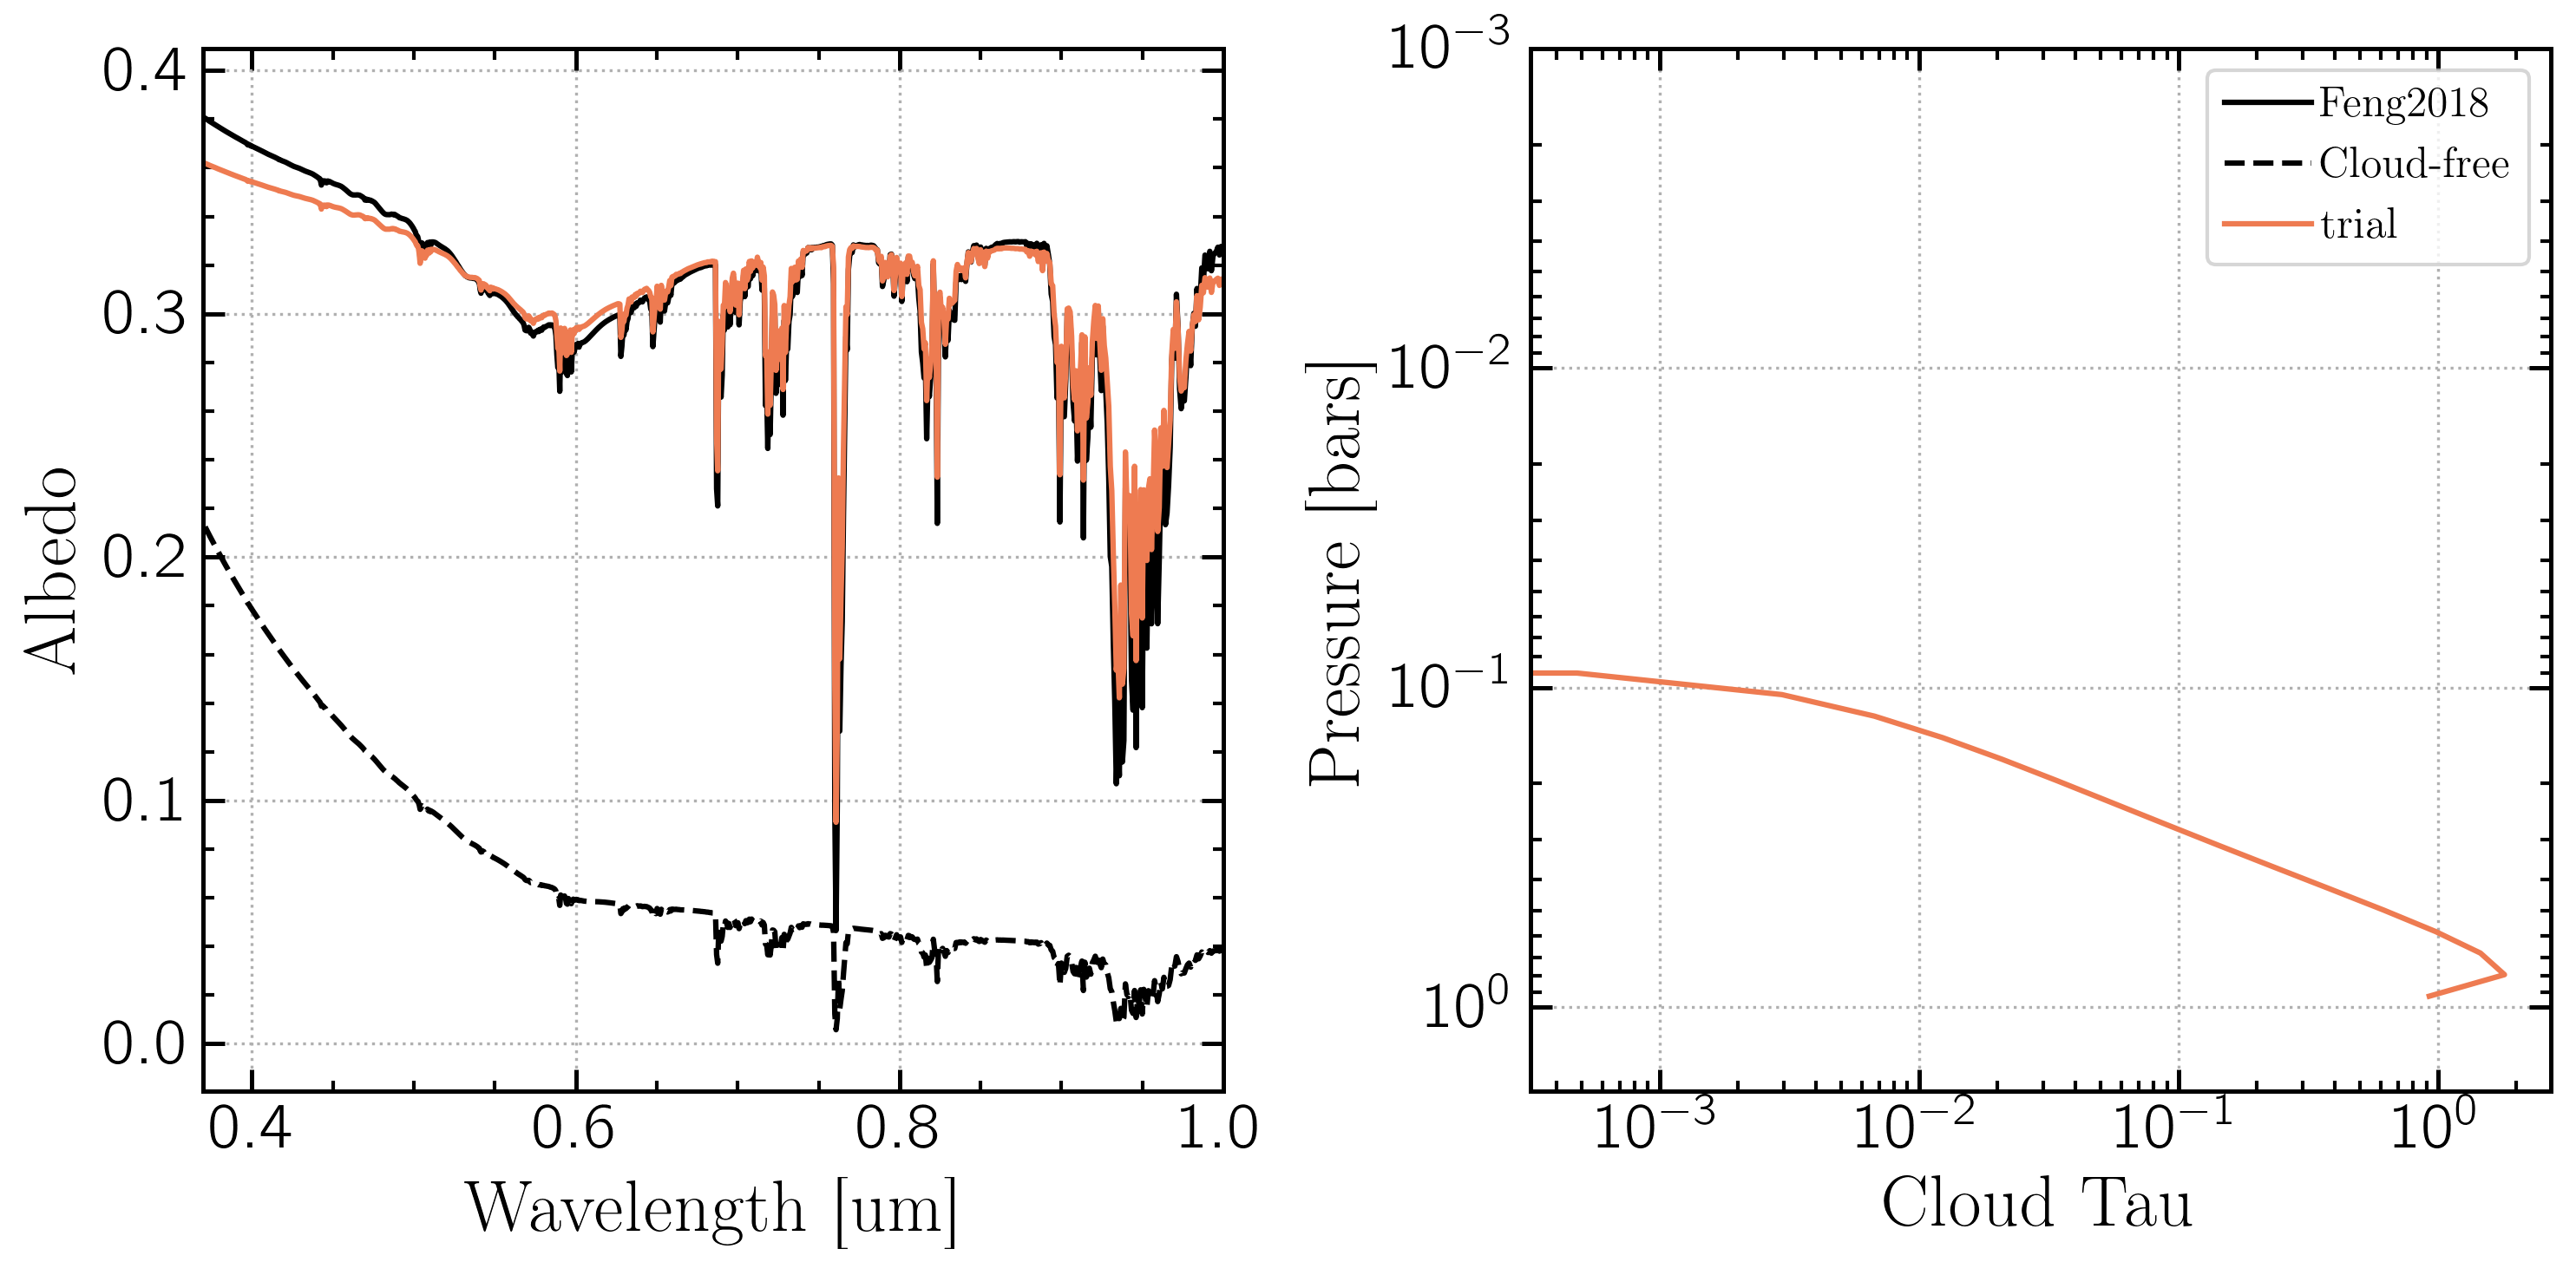 Albedo
0.4
0.3
0.2
0.1
0.0
0.4 0.6 0.8 1.0
Wavelength [um]
Pressure [bars]
10⁻³
10⁻²
10⁻¹
10⁰
Feng2018
Cloud-free
trial
10⁻³ 10⁻² 10⁻¹ 10⁰
Cloud Tau